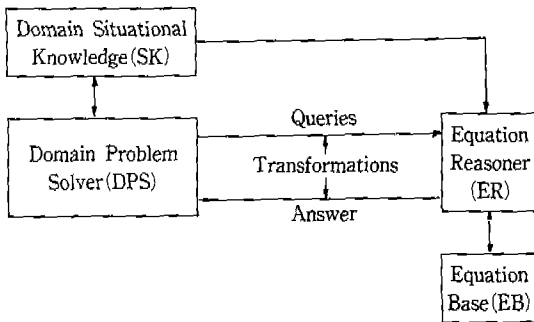 Domain Situational
Knowledge(SK)
Queries
Domain Problem
Solver(DPS)
Transformations
Answer
Equation
Reasoner
(ER)
Equation
Base(EB)